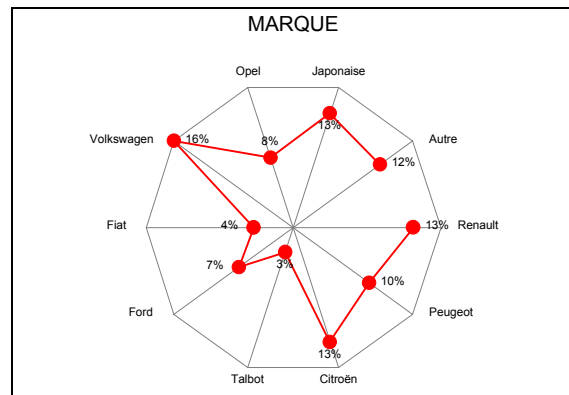 MARQUE
Opel
Japonaise
Volkswagen
16%
8%
13%
Autre
12%
Fiat
4%
13%
Renault
7%
3%
10%
Ford
Peugeot
13%
Talbot
Citroën